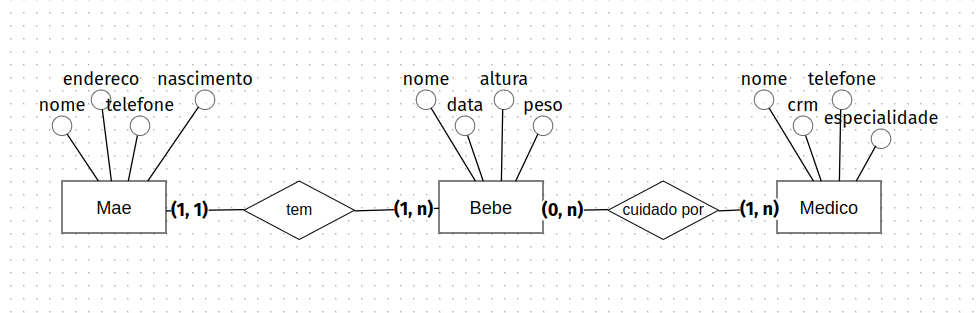 endereco nascimento nome altura nome telefone
nome telefone data peso crm especialidade
Mae (1, 1) tem (1, n) Bebe (0, n) cuidado por (1, n) Medico